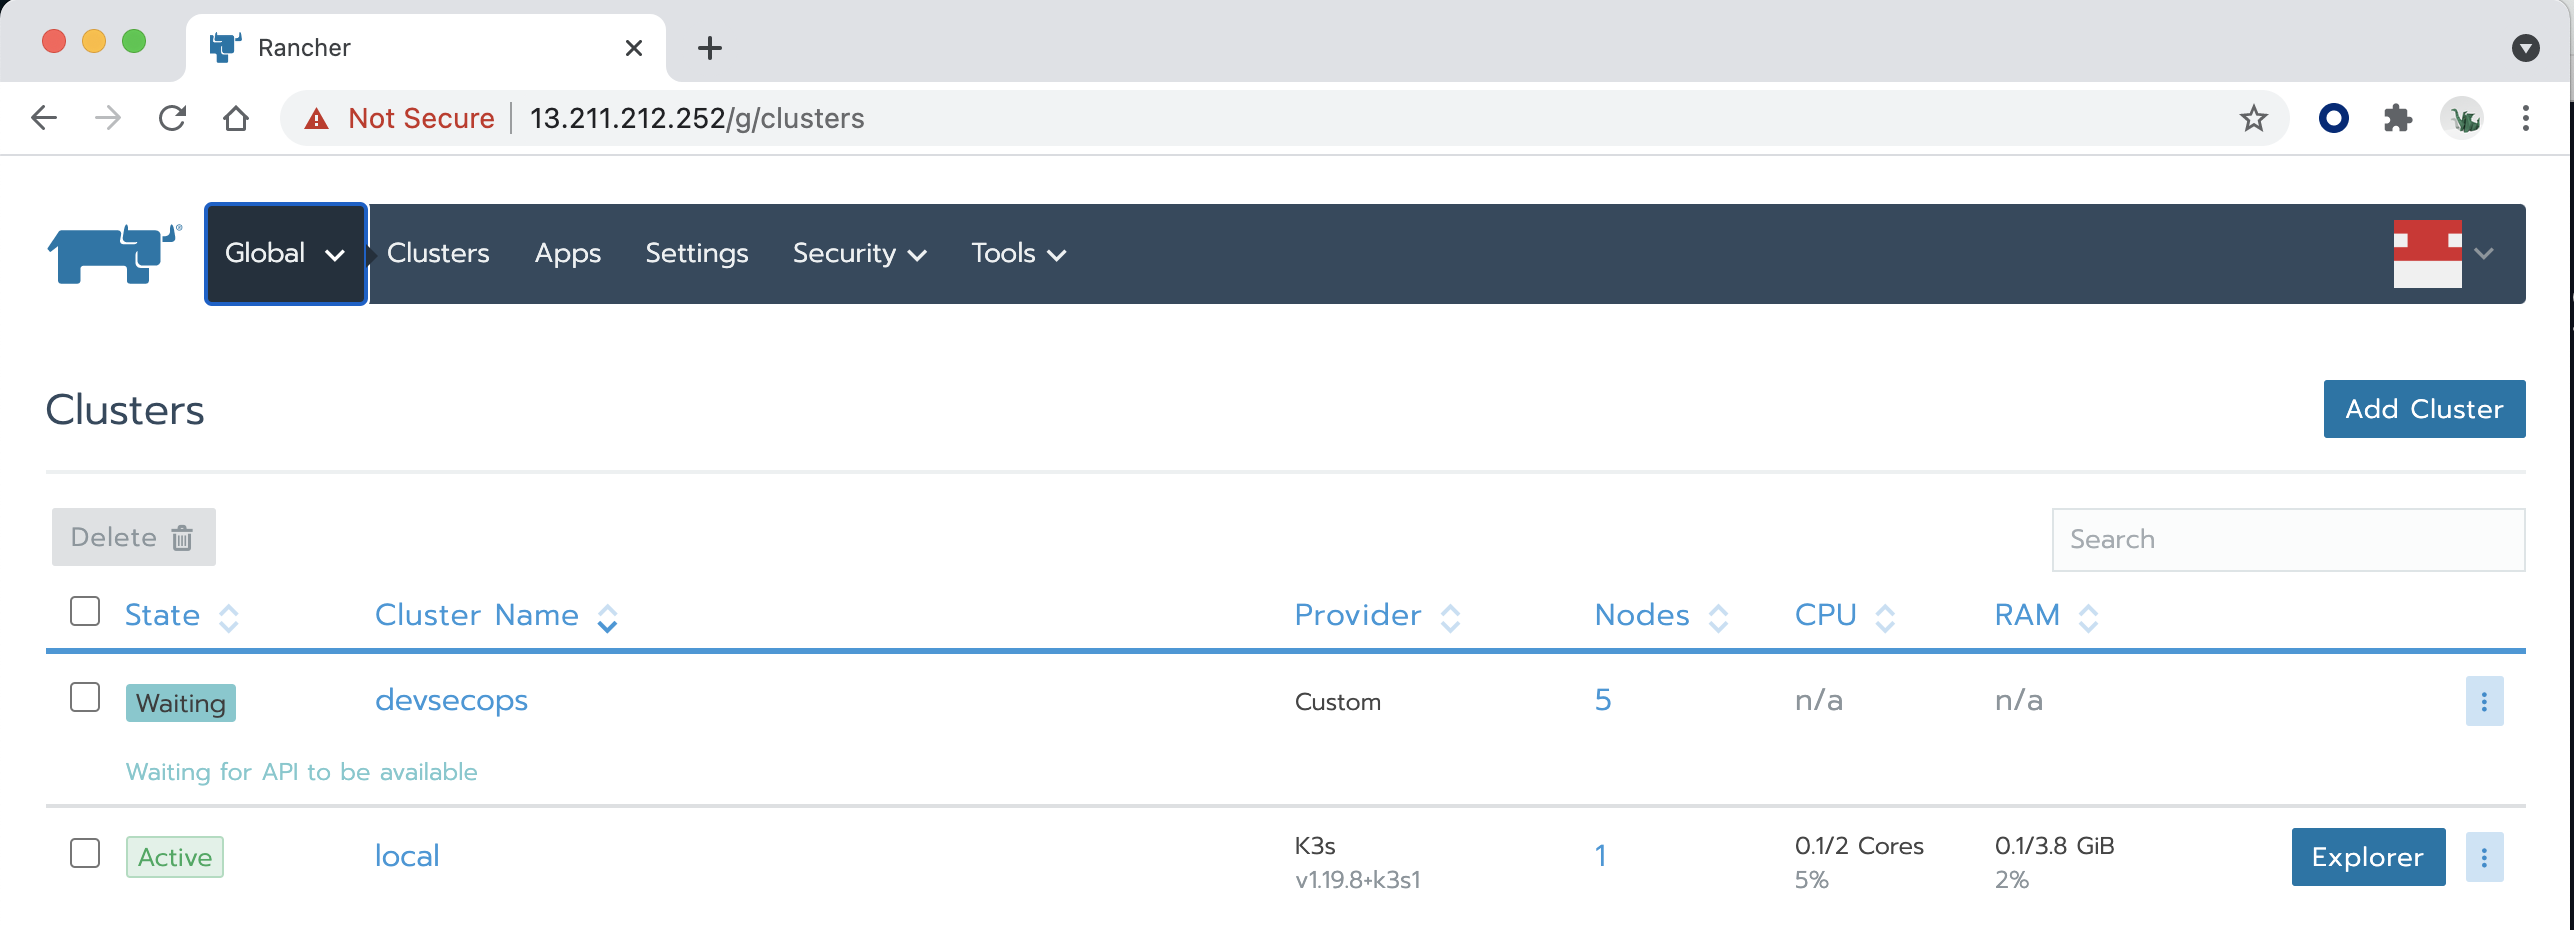 Rancher
Not Secure 13.211.212.252/g/clusters
Global Clusters Apps Settings Security Tools
Clusters
Add Cluster
Delete
Search
State Cluster Name Provider Nodes CPU RAM
Waiting devsecops Custom 5 n/a n/a
Waiting for API to be available
Active local K3s 1 0.1/2 Cores 0.1/3.8 GiB Explorer
v1.19.8+k3s1 5% 2%